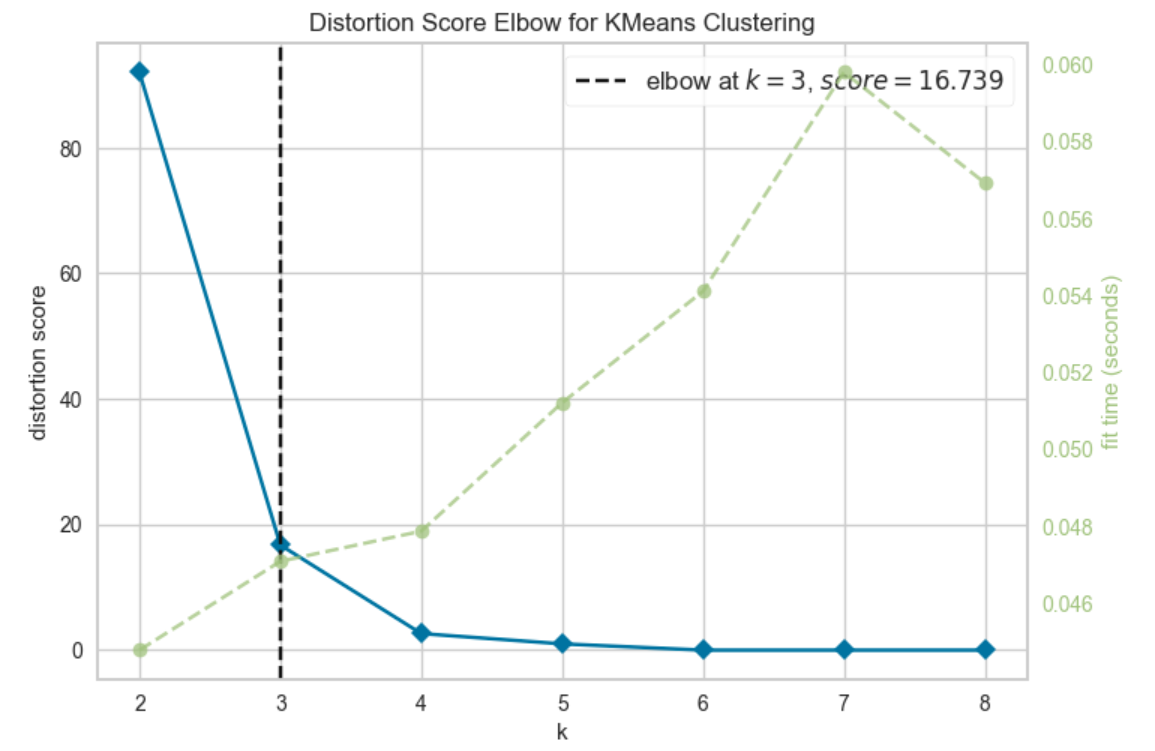 Distortion Score Elbow for KMeans Clustering
elbow at k = 3, score = 16.739
distortion score
80
60
40
20
0
2 3 4 5 6 7 8
k
0.060
0.058
0.056
0.054
0.052
0.050
0.048
0.046
fit time (seconds)